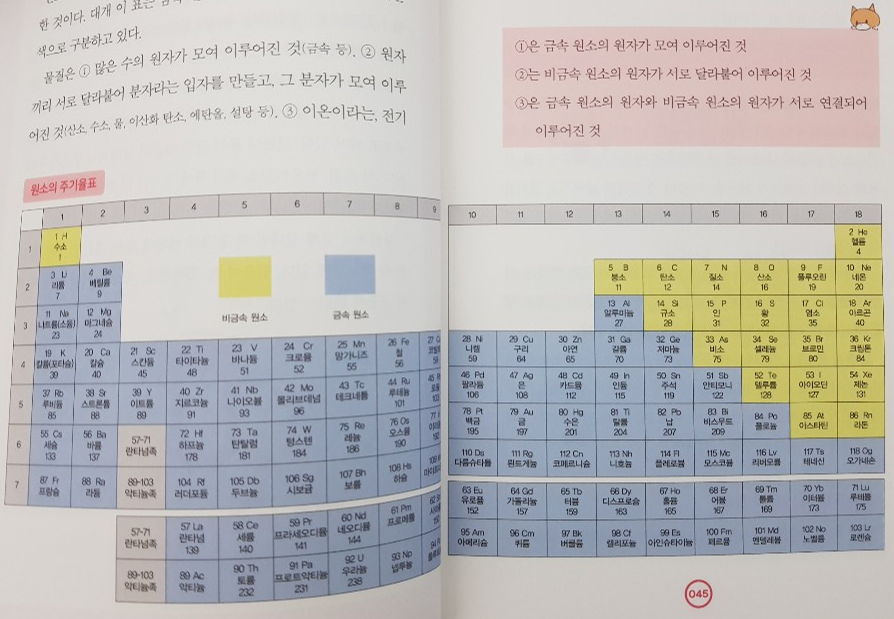 한 것이다. 대개 이 표는 금속
색으로 구분하고 있다.
물질은 ① 많은 수의 원자가 모여 이루어진 것(금속 등). ② 원자
끼리 서로 달라붙어 분자라는 입자를 만들고, 그 분자가 모여 이루
어진 것(산소, 수소, 물, 이산화 탄소, 에탄올, 설탕 등). ③ 이온이라는, 전기
①은 금속 원소의 원자가 모여 이루어진 것
②는 비금속 원소의 원자가 서로 달라붙어 이루어진 것
③은 금속 원소의 원자와 비금속 원소의 원자가 서로 연결되어
이루어진 것
원소의 주기율표
1 2 3 4 5 6 7 8 9 10 11 12 13 14 15 16 17 18
1 1 H 2 He
수소 헬륨
1 4
2 3 Li 4 Be 5 B 6 C 7 N 8 O 9 F 10 Ne
리튬 베릴륨 붕소 탄소 질소 산소 플루오린 네온
7 9 11 12 14 16 19 20
비금속 원소 금속 원소
3 11 Na 12 Mg 13 Al 14 Si 15 P 16 S 17 Cl 18 Ar
나트륨(소듐) 마그네슘 알루미늄 규소 인 황 염소 아르곤
23 24 27 28 31 32 35 40
4 19 K 20 Ca 21 Sc 22 Ti 23 V 24 Cr 25 Mn 26 Fe 28 Ni 29 Cu 30 Zn 31 Ga 32 Ge 33 As 34 Se 35 Br 36 Kr
칼륨(포타슘) 칼슘 스칸듐 타이타늄 바나듐 크로뮴 망가니즈 철 니켈 구리 아연 갈륨 저마늄 비소 셀레늄 브로민 크립톤
39 40 45 48 51 52 55 56 59 64 65 70 73 75 79 80 84
5 37 Rb 38 Sr 39 Y 40 Zr 41 Nb 42 Mo 43 Tc 44 Ru 46 Pd 47 Ag 48 Cd 49 In 50 Sn 51 Sb 52 Te 53 I 54 Xe
루비듐 스트론튬 이트륨 지르코늄 나이오븀 몰리브데넘 테크네튬 루테늄 팔라듐 은 카드뮴 인듐 주석 안티모니 텔루륨 아이오딘 제논
85 88 89 91 93 96 101 106 108 112 115 119 122 128 127 131
6 55 Cs 56 Ba 57-71 72 Hf 73 Ta 74 W 75 Re 76 Os 78 Pt 79 Au 80 Hg 81 Ti 82 Pb 83 Bi 84 Po 85 At 86 Rn
세슘 바륨 란타넘족 하프늄 탄탈럼 텅스텐 레늄 오스뮴 백금 금 수은 탈륨 납 비스무트 폴로늄 아스타틴 라돈
133 137 178 181 184 186 190 195 197 201 204 207 209
7 87 Fr 88 Ra 89-103 104 Rf 105 Db 106 Sg 107 Bh 108 Hs 110 Ds 111 Rg 112 Cn 113 Nh 114 Fl 115 Mc 116 Lv 117 Ts 118 Og
프랑슘 라듐 악티늄족 러더포듐 두브늄 시보귬 보륨 하슘 다름슈타튬 뢴트게늄 코페르니슘 니호늄 플레로븀 모스코븀 리버모륨 테네신 오가네손
57-71 57 La 58 Ce 59 Pr 60 Nd 61 Pm 63 Eu 64 Gd 65 Tb 66 Dy 67 Ho 68 Er 69 Tm 70 Yb 71 Lu
란타넘족 란타넘 세륨 프라세오디뮴 네오디뮴 프로메튬 유로퓸 가돌리늄 터븀 디스프로슘 홀뮴 어븀 툴륨 이터븀 루테튬
139 140 141 144 152 157 159 163 165 167 169 173 175
89-103 89 Ac 90 Th 91 Pa 92 U 93 Np 95 Am 96 Cm 97 Bk 98 Cf 99 Es 100 Fm 101 Md 102 No 103 Lr
악티늄족 악티늄 토륨 프로트악티늄 우라늄 넵투늄 아메리슘 퀴륨 버클륨 캘리포늄 아인슈타이늄 페르뮴 멘델레븀 노벨륨 로렌슘
232 231 238
045